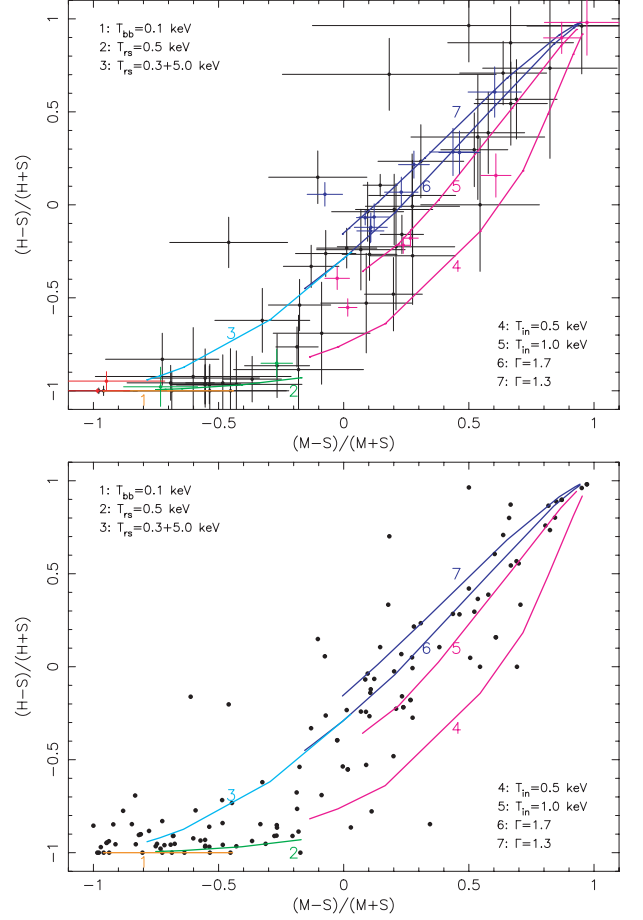 1: T_bb=0.1 keV
2: T_rs=0.5 keV
3: T_rs=0.3+5.0 keV
7
6
5
4
3
2
1
4: T_in=0.5 keV
5: T_in=1.0 keV
6: Γ=1.7
7: Γ=1.3
1
0.5
0
−0.5
−1
(H−S)/(H+S)
−1
−0.5
0
0.5
1
(M−S)/(M+S)
1: T_bb=0.1 keV
2: T_rs=0.5 keV
3: T_rs=0.3+5.0 keV
7
6
5
4
3
2
1
4: T_in=0.5 keV
5: T_in=1.0 keV
6: Γ=1.7
7: Γ=1.3
1
0.5
0
−0.5
−1
(H−S)/(H+S)
−1
−0.5
0
0.5
1
(M−S)/(M+S)